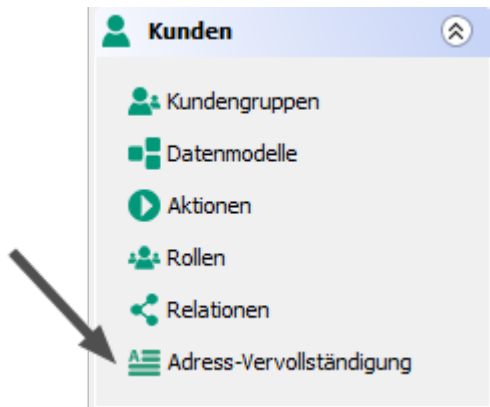 Kunden
Kundengruppen
Datenmodelle
Aktionen
Rollen
Relationen
Adress-Vervollständigung